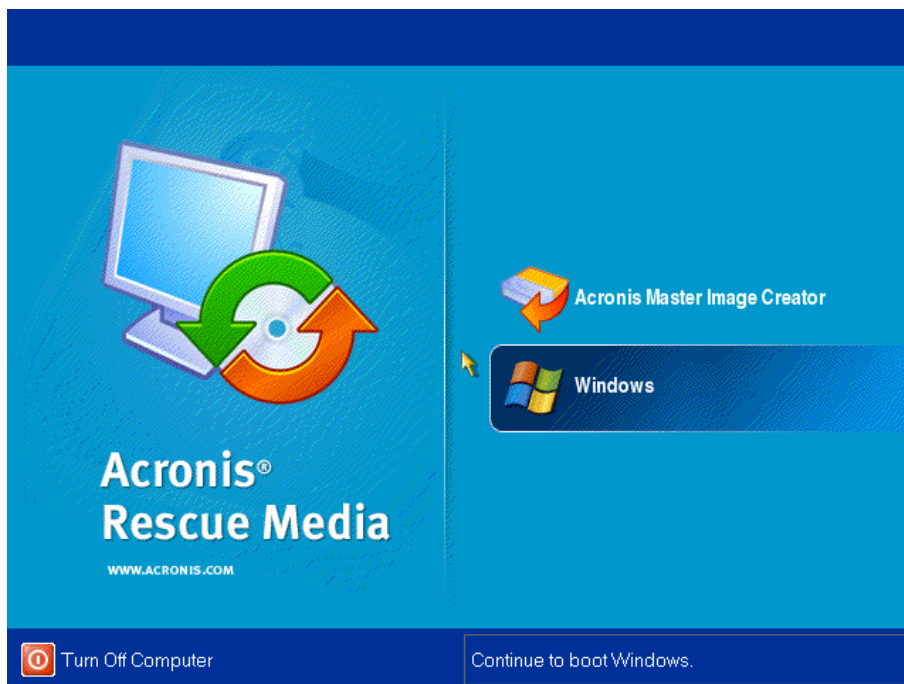 Acronis Master Image Creator
Windows
Acronis®
Rescue Media
WWW.ACRONIS.COM
Turn Off Computer
Continue to boot Windows.